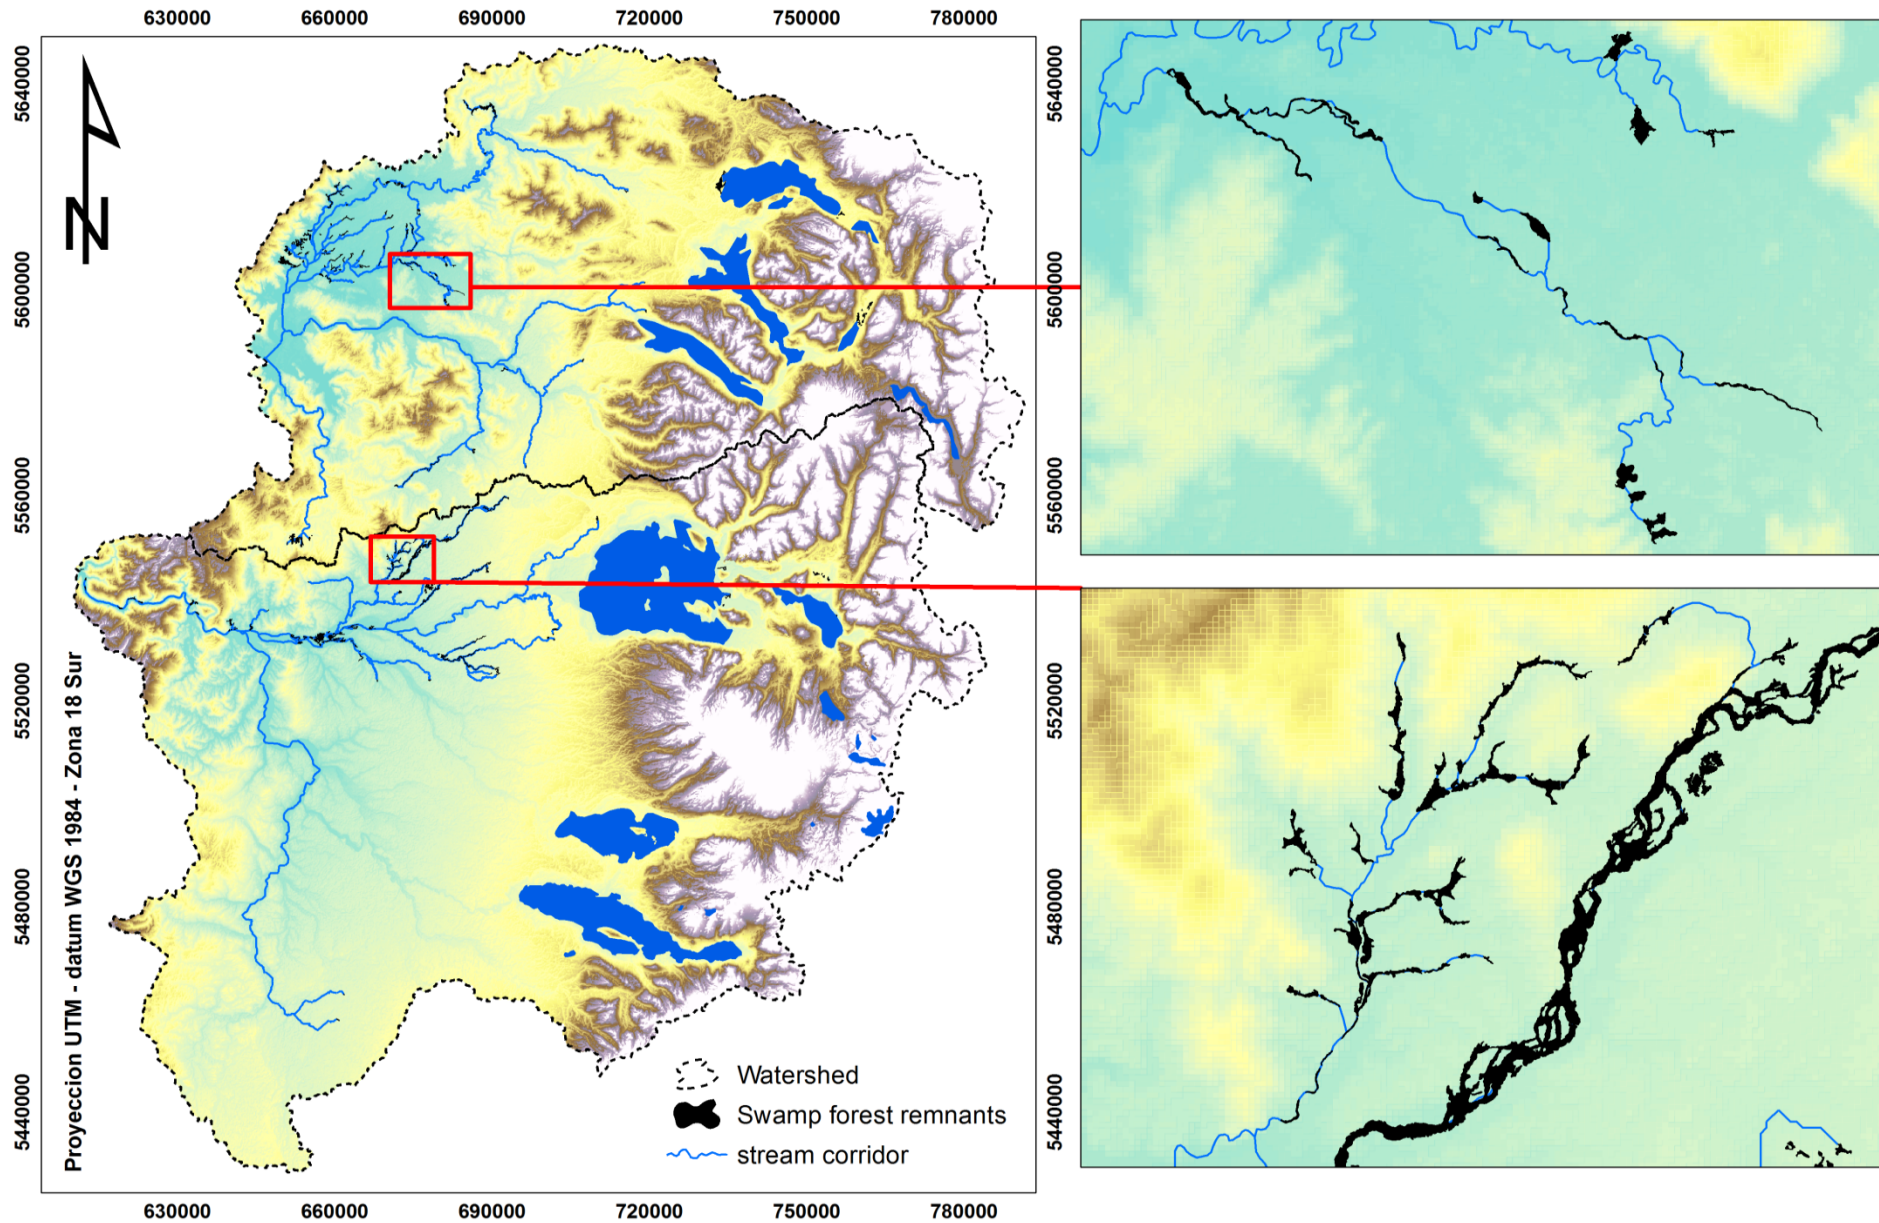 630000 660000 690000 720000 750000 780000
5640000
5600000
5560000
5520000
5480000
5440000
N
Proyeccion UTM - datum WGS 1984 - Zona 18 Sur
Watershed
Swamp forest remnants
stream corridor
5640000
5600000
5560000
5520000
5480000
5440000
630000 660000 690000 720000 750000 780000